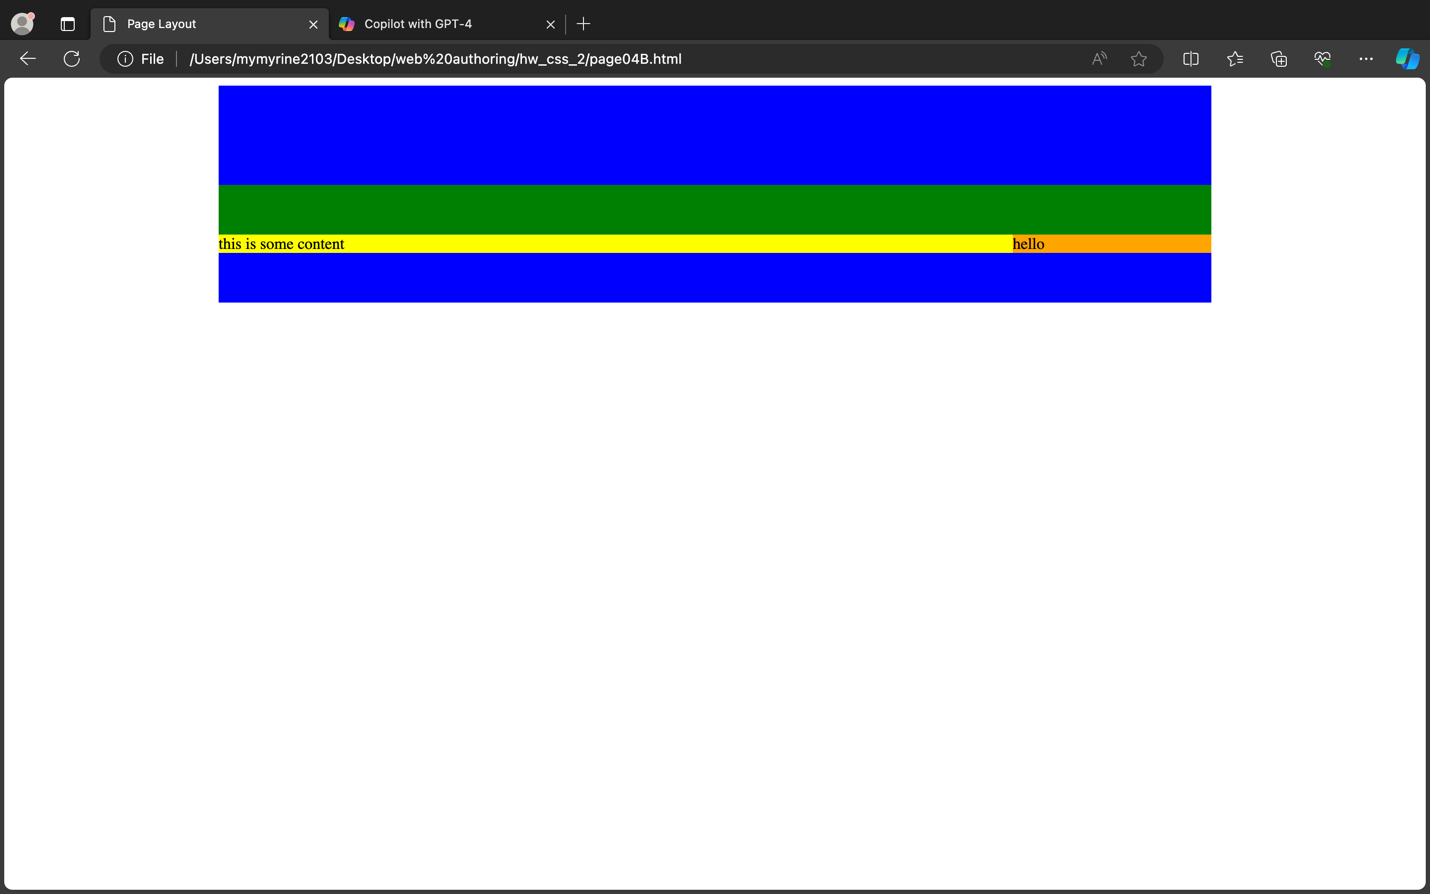 Page Layout
Copilot with GPT-4
File
/Users/mymyrine2103/Desktop/web%20authoring/hw_css_2/page04B.html
this is some content
hello